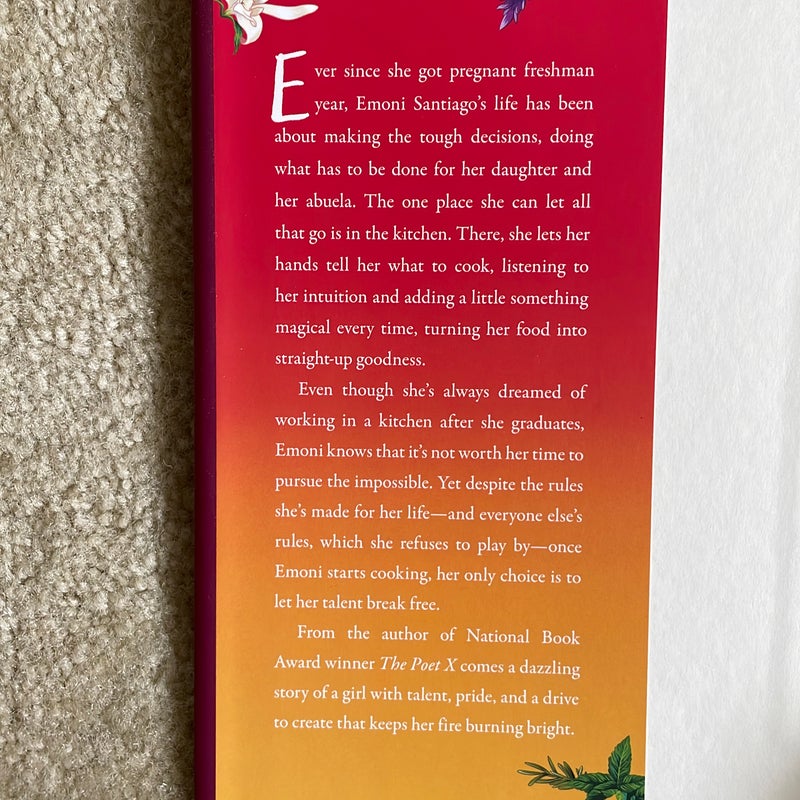 Ever since she got pregnant freshman
year, Emoni Santiago’s life has been
about making the tough decisions, doing
what has to be done for her daughter and
her abuela. The one place she can let all
that go is in the kitchen. There, she lets her
hands tell her what to cook, listening to
her intuition and adding a little something
magical every time, turning her food into
straight-up goodness.
Even though she’s always dreamed of
working in a kitchen after she graduates,
Emoni knows that it’s not worth her time to
pursue the impossible. Yet despite the rules
she’s made for her life—and everyone else’s
rules, which she refuses to play by—once
Emoni starts cooking, her only choice is to
let her talent break free.
From the author of National Book
Award winner The Poet X comes a dazzling
story of a girl with talent, pride, and a drive
to create that keeps her fire burning bright.